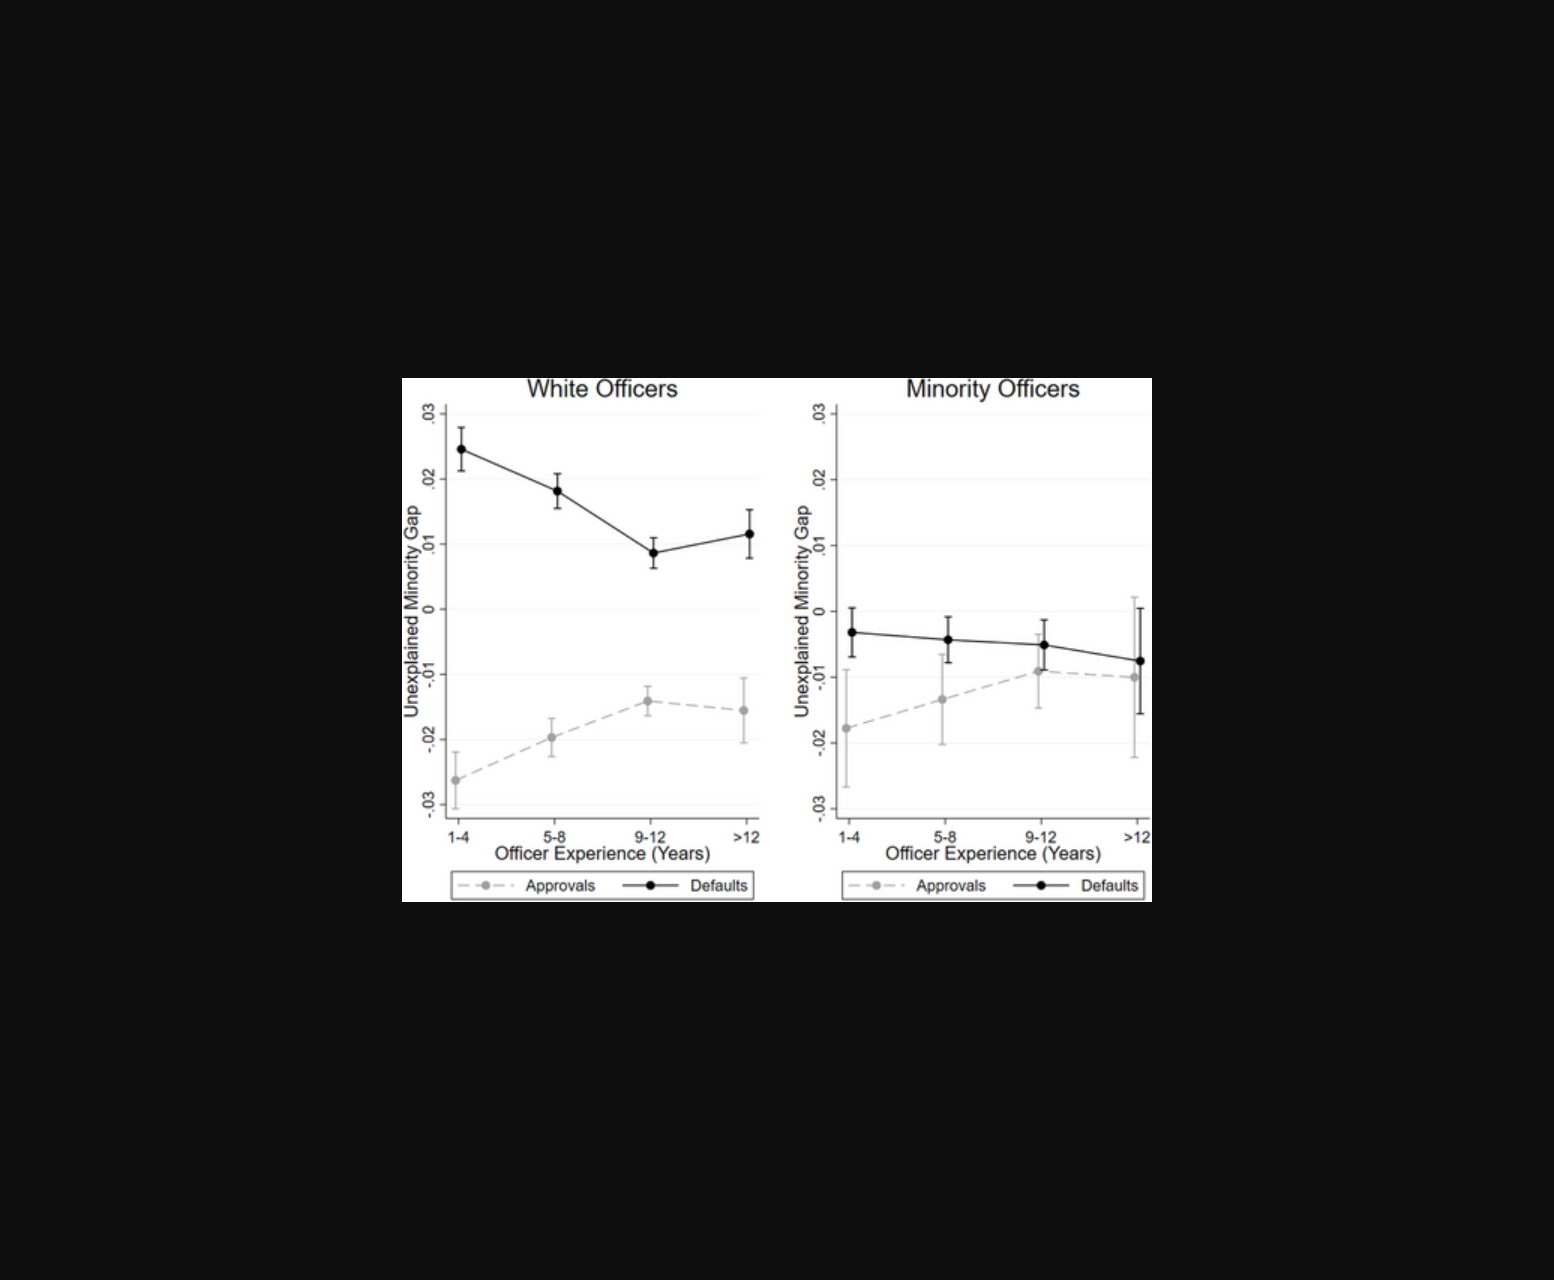 White Officers
Unexplained Minority Gap
.03
.02
.01
0
-.01
-.02
-.03
1-4 5-8 9-12 >12
Officer Experience (Years)
Approvals Defaults
Minority Officers
Unexplained Minority Gap
.03
.02
.01
0
-.01
-.02
-.03
1-4 5-8 9-12 >12
Officer Experience (Years)
Approvals Defaults